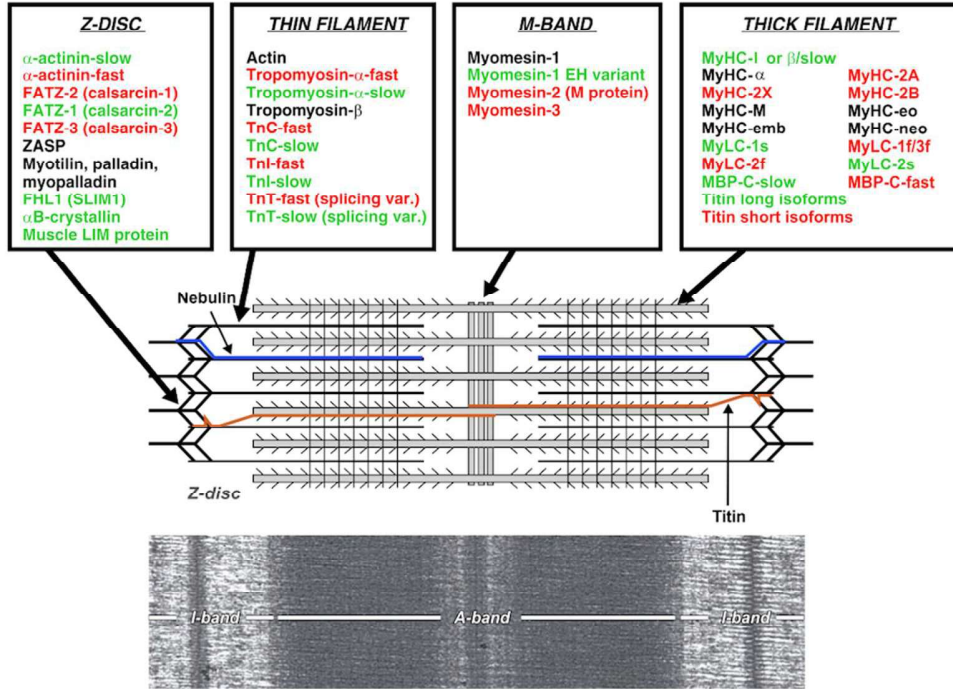 Z-DISC
α-actinin-slow
α-actinin-fast
FATZ-2 (calsarcin-1)
FATZ-1 (calsarcin-2)
FATZ-3 (calsarcin-3)
ZASP
Myotilin, palladin,
myopalladin
FHL1 (SLIM1)
αB-crystallin
Muscle LIM protein
THIN FILAMENT
Actin
Tropomyosin-α-fast
Tropomyosin-α-slow
Tropomyosin-β
TnC-fast
TnC-slow
TnI-fast
TnI-slow
TnT-fast (splicing var.)
TnT-slow (splicing var.)
M-BAND
Myomesin-1
Myomesin-1 EH variant
Myomesin-2 (M protein)
Myomesin-3
THICK FILAMENT
MyHC-I or β/slow
MyHC-α MyHC-2A
MyHC-2X MyHC-2B
MyHC-M MyHC-eo
MyHC-emb MyHC-neo
MyLC-1s MyLC-1f/3f
MyLC-2f MyLC-2s
MBP-C-slow MBP-C-fast
Titin long isoforms
Titin short isoforms
Nebulin
Z-disc
Titin
I-band A-band I-band